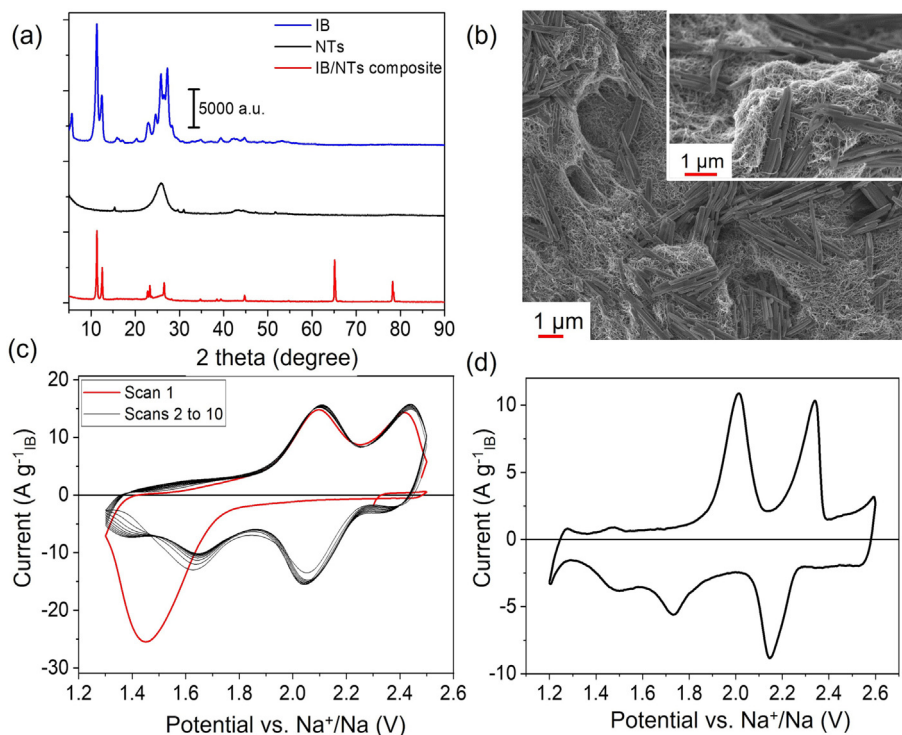 (a)
IB
NTs
IB/NTs composite
5000 a.u.
10 20 30 40 50 60 70 80 90
2 theta (degree)
(b)
1 µm
1 µm
(c)
Scan 1
Scans 2 to 10
Current (A g⁻¹IB)
20
10
0
-10
-20
-30
1.2 1.4 1.6 1.8 2.0 2.2 2.4 2.6
Potential vs. Na⁺/Na (V)
(d)
Current (A g⁻¹IB)
10
5
0
-5
-10
1.2 1.4 1.6 1.8 2.0 2.2 2.4 2.6
Potential vs. Na⁺/Na (V)